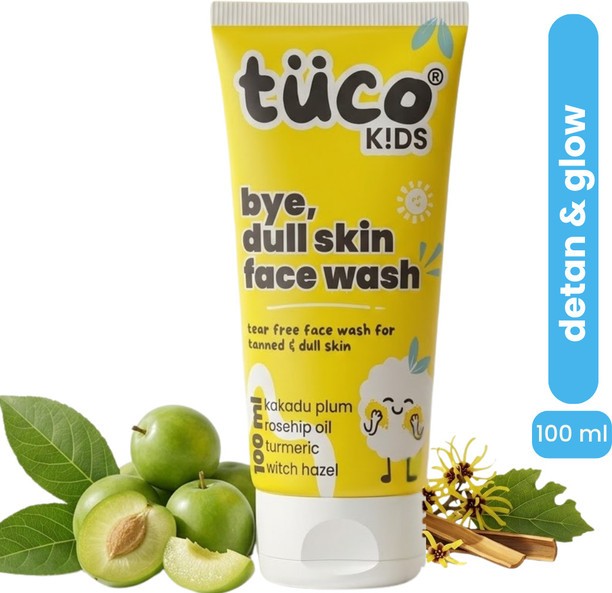 tüco®
K!DS
bye,
dull skin
face wash
tear free face wash for
tanned & dull skin
100 ml
kakadu plum
rosehip oil
turmeric
witch hazel
detan & glow
100 ml